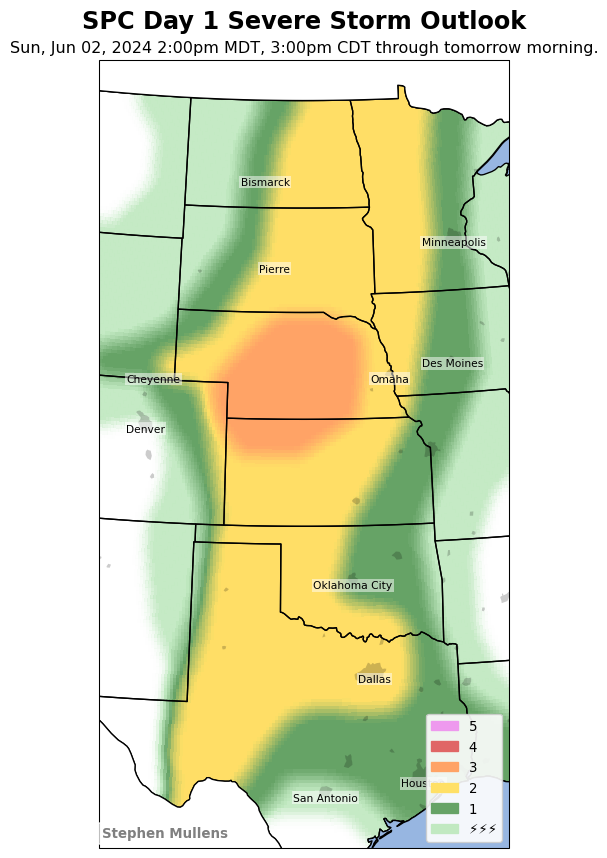 SPC Day 1 Severe Storm Outlook
Sun, Jun 02, 2024 2:00pm MDT, 3:00pm CDT through tomorrow morning.
Bismarck
Minneapolis
Pierre
Des Moines
Cheyenne
Omaha
Denver
Oklahoma City
Dallas
5
4
3
2
1
⚡⚡⚡
Hous
San Antonio
Stephen Mullens